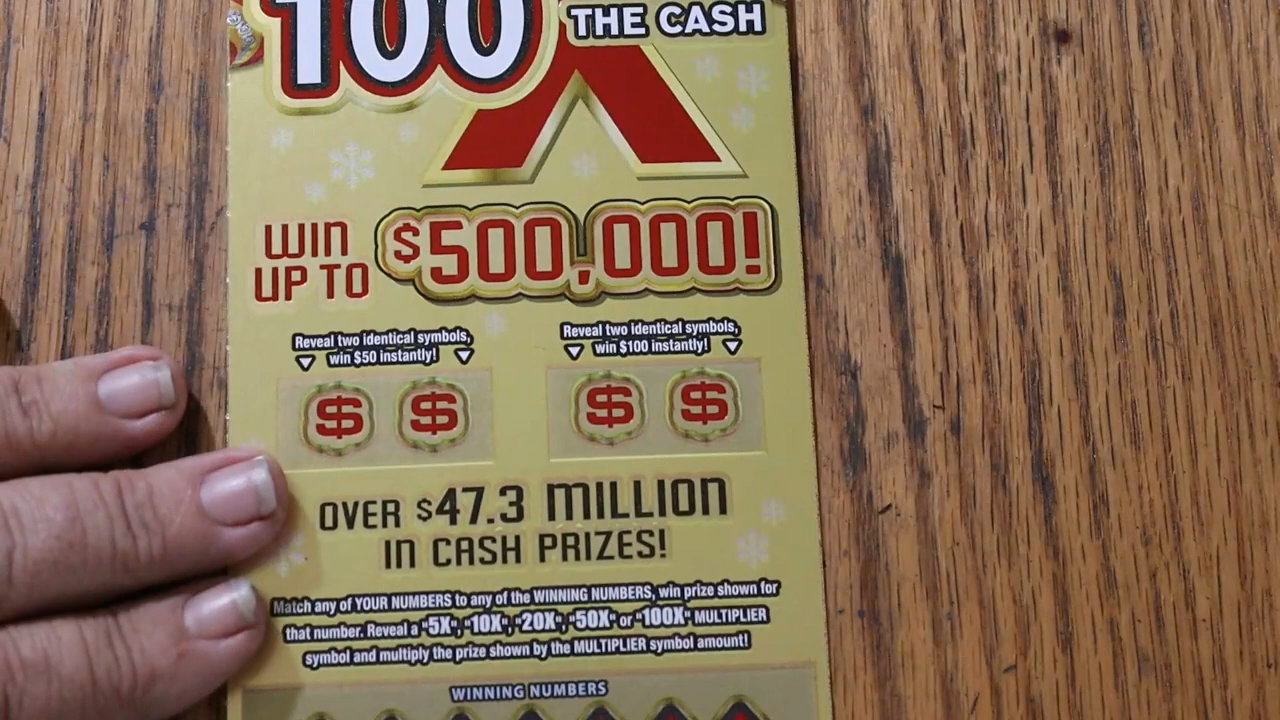 100
THE CASH
X
WIN
UP TO
$500,000!
Reveal two identical symbols,
win $50 instantly!
Reveal two identical symbols,
win $100 instantly!
$ $
$ $
OVER $47.3 MILLION
IN CASH PRIZES!
Match any of YOUR NUMBERS to any of the WINNING NUMBERS, win prize shown for
that number. Reveal a "5X", "10X", "20X", "50X" or "100X" MULTIPLIER
symbol and multiply the prize shown by the MULTIPLIER symbol amount!
WINNING NUMBERS